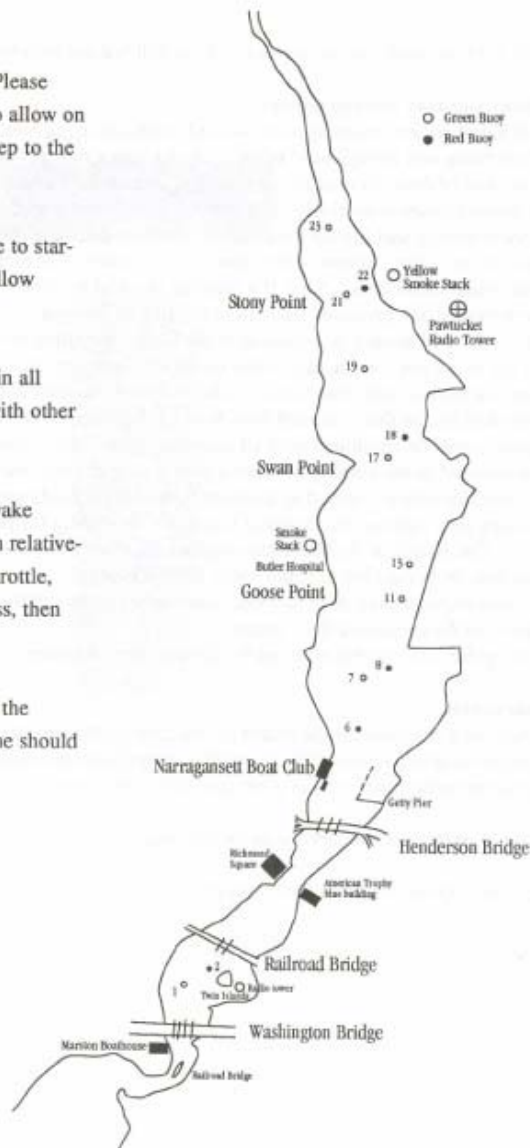 Please
o allow on
ep to the
e to star-
llow
in all
with other
ake
n relative-
rottle,
ss, then
the
ne should
Green Buoy
Red Buoy
23
22
Yellow
Smoke Stack
21
Stony Point
Pawtucket
Radio Tower
19
18
17
Swan Point
Smoke
Stack
Butler Hospital
15
Goose Point
11
8
7
6
Narragansett Boat Club
Getty Pier
Henderson Bridge
Richmond
Square
American Trophy
blue building
Railroad Bridge
2
1
Twin Islands
Radio tower
Washington Bridge
Marston Boathouse
Railroad Bridge